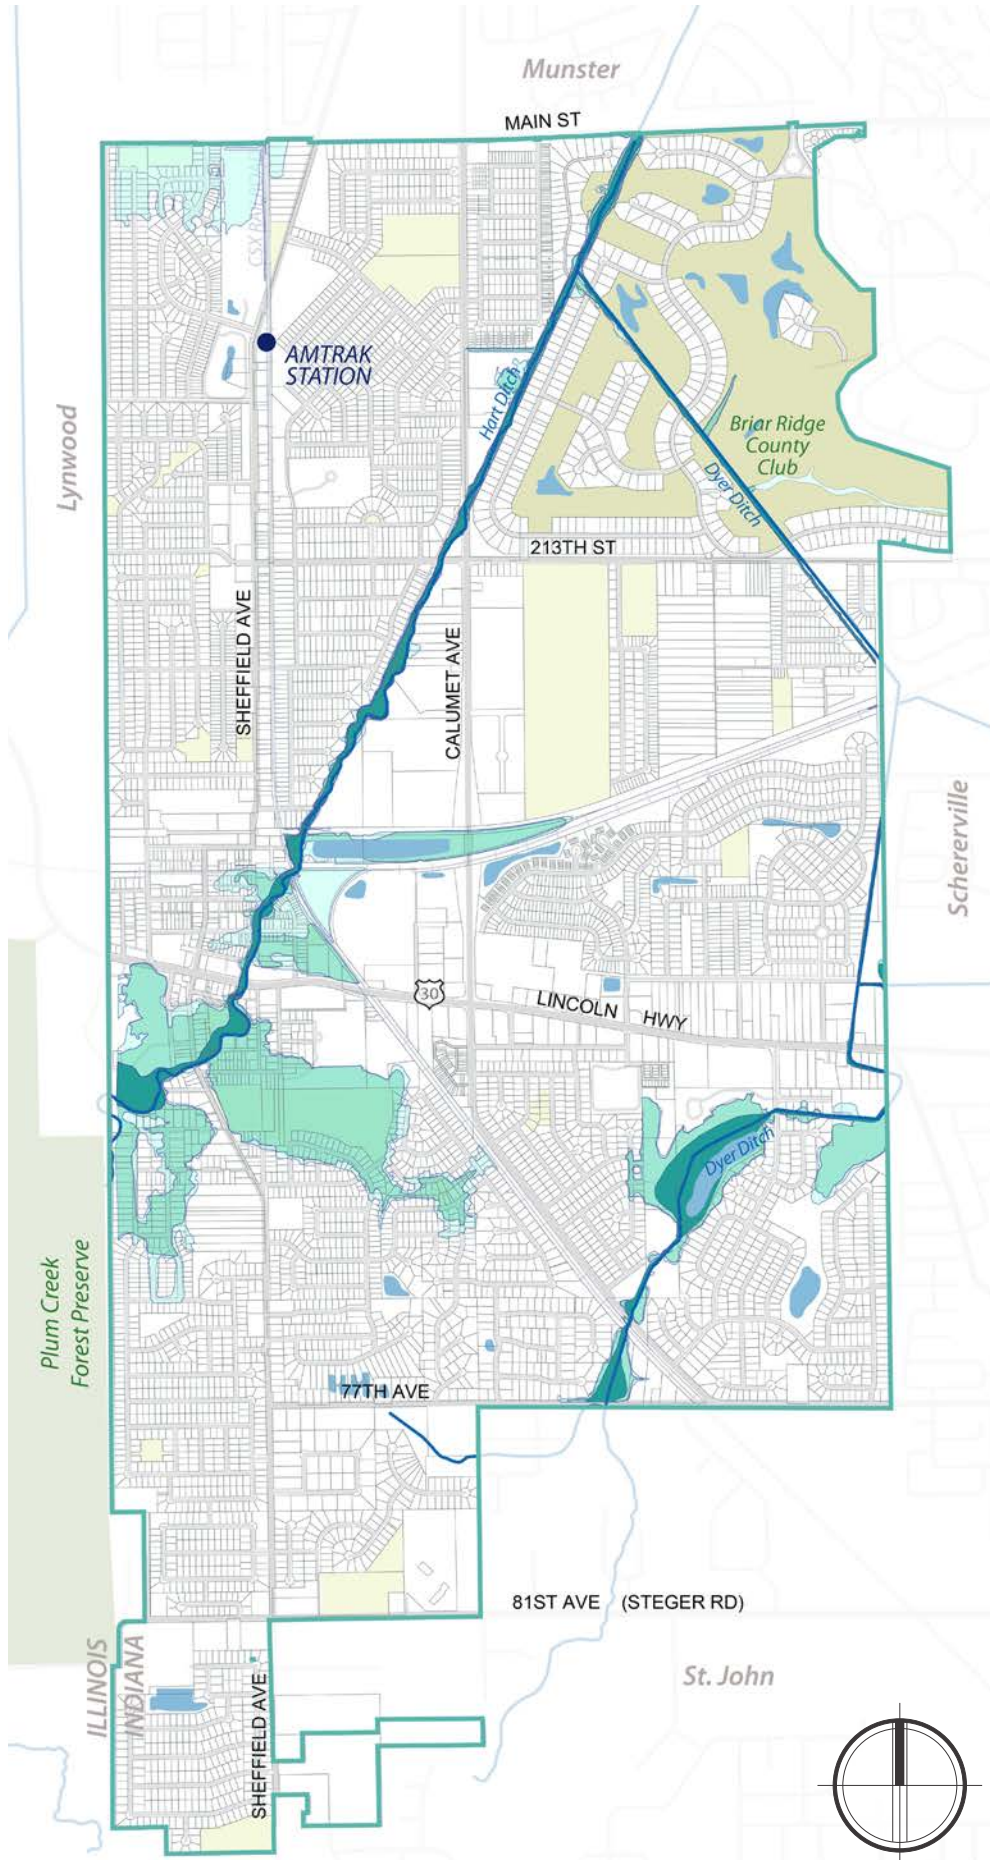 Munster
MAIN ST
CSX
AMTRAK
STATION
Lynwood
Hart Ditch
Briar Ridge
County
Club
Dyer Ditch
213TH ST
SHEFFIELD AVE
CALUMET AVE
Schererville
30
LINCOLN HWY
Dyer Ditch
Plum Creek
Forest Preserve
77TH AVE
81ST AVE (STEGER RD)
ILLINOIS
INDIANA
St. John
SHEFFIELD AVE